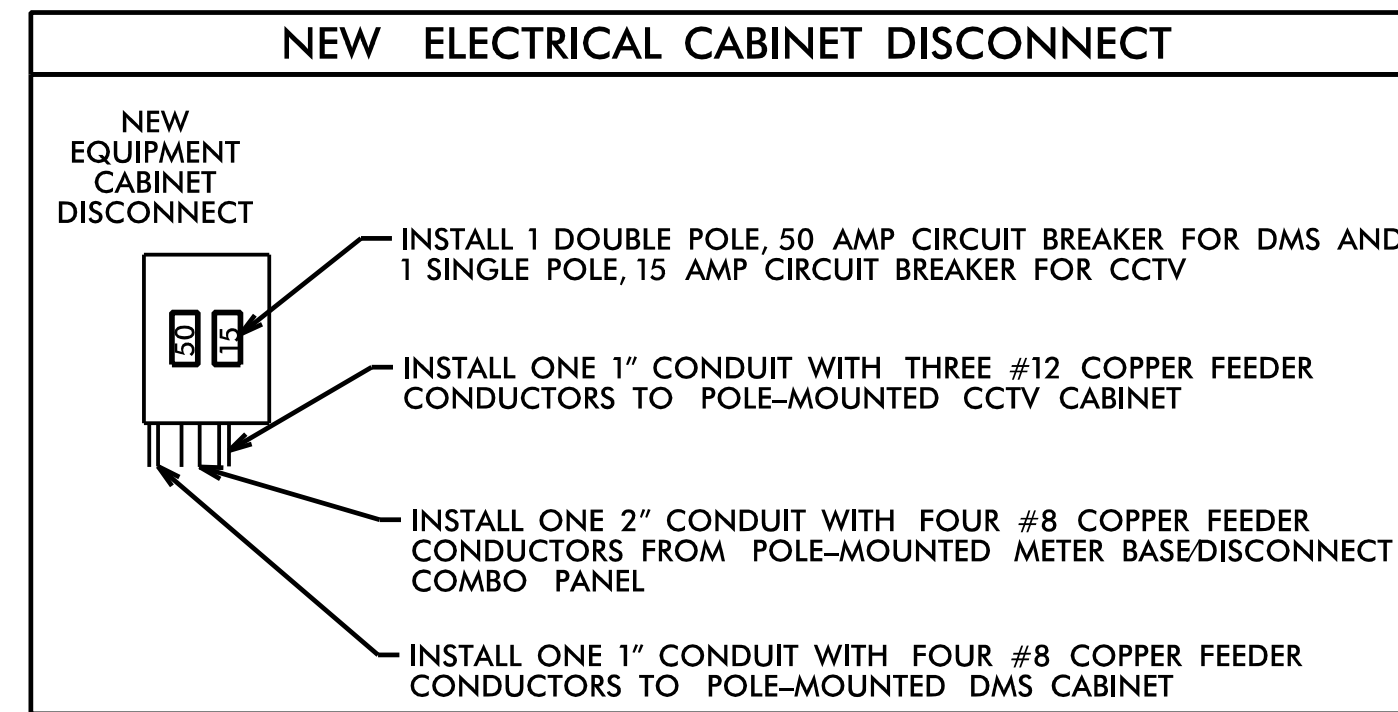 NEW ELECTRICAL CABINET DISCONNECT
NEW
EQUIPMENT
CABINET
DISCONNECT
INSTALL 1 DOUBLE POLE, 50 AMP CIRCUIT BREAKER FOR DMS AND
1 SINGLE POLE, 15 AMP CIRCUIT BREAKER FOR CCTV
50
15
INSTALL ONE 1" CONDUIT WITH THREE #12 COPPER FEEDER
CONDUCTORS TO POLE–MOUNTED CCTV CABINET
INSTALL ONE 2" CONDUIT WITH FOUR #8 COPPER FEEDER
CONDUCTORS FROM POLE–MOUNTED METER BASE/DISCONNECT
COMBO PANEL
INSTALL ONE 1" CONDUIT WITH FOUR #8 COPPER FEEDER
CONDUCTORS TO POLE–MOUNTED DMS CABINET